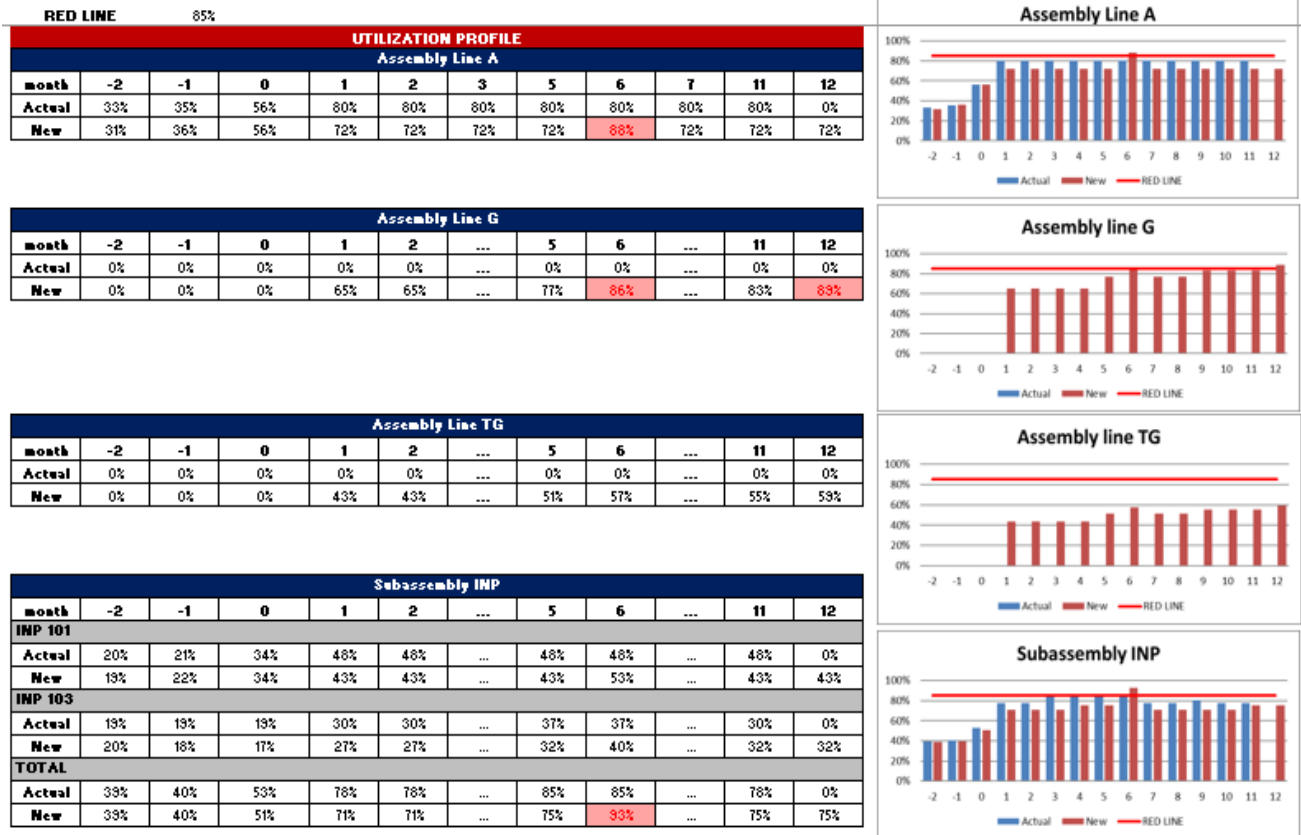 RED LINE 85%
UTILIZATION PROFILE
Assembly Line A
month -2 -1 0 1 2 3 5 6 7 11 12
Actual 33% 35% 56% 80% 80% 80% 80% 80% 80% 80% 0%
New 31% 36% 56% 72% 72% 72% 72% 88% 72% 72% 72%
Assembly Line G
month -2 -1 0 1 2 ... 5 6 ... 11 12
Actual 0% 0% 0% 0% 0% ... 0% 0% ... 0% 0%
New 0% 0% 0% 65% 65% ... 77% 86% ... 83% 89%
Assembly Line TG
month -2 -1 0 1 2 ... 5 6 ... 11 12
Actual 0% 0% 0% 0% 0% ... 0% 0% ... 0% 0%
New 0% 0% 0% 43% 43% ... 51% 57% ... 55% 59%
Subassembly INP
month -2 -1 0 1 2 ... 5 6 ... 11 12
INP 101
Actual 20% 21% 34% 48% 48% ... 48% 48% ... 48% 0%
New 19% 22% 34% 43% 43% ... 43% 53% ... 43% 43%
INP 103
Actual 19% 19% 19% 30% 30% ... 37% 37% ... 30% 0%
New 20% 18% 17% 27% 27% ... 32% 40% ... 32% 32%
TOTAL
Actual 39% 40% 53% 78% 78% ... 85% 85% ... 78% 0%
New 39% 40% 51% 71% 71% ... 75% 93% ... 75% 75%
Assembly Line A
100%
80%
60%
40%
20%
0%
-2 -1 0 1 2 3 4 5 6 7 8 9 10 11 12
Actual New RED LINE
Assembly line G
100%
80%
60%
40%
20%
0%
-2 -1 0 1 2 3 4 5 6 7 8 9 10 11 12
Actual New RED LINE
Assembly line TG
100%
80%
60%
40%
20%
0%
-2 -1 0 1 2 3 4 5 6 7 8 9 10 11 12
Actual New RED LINE
Subassembly INP
100%
80%
60%
40%
20%
0%
-2 -1 0 1 2 3 4 5 6 7 8 9 10 11 12
Actual New RED LINE